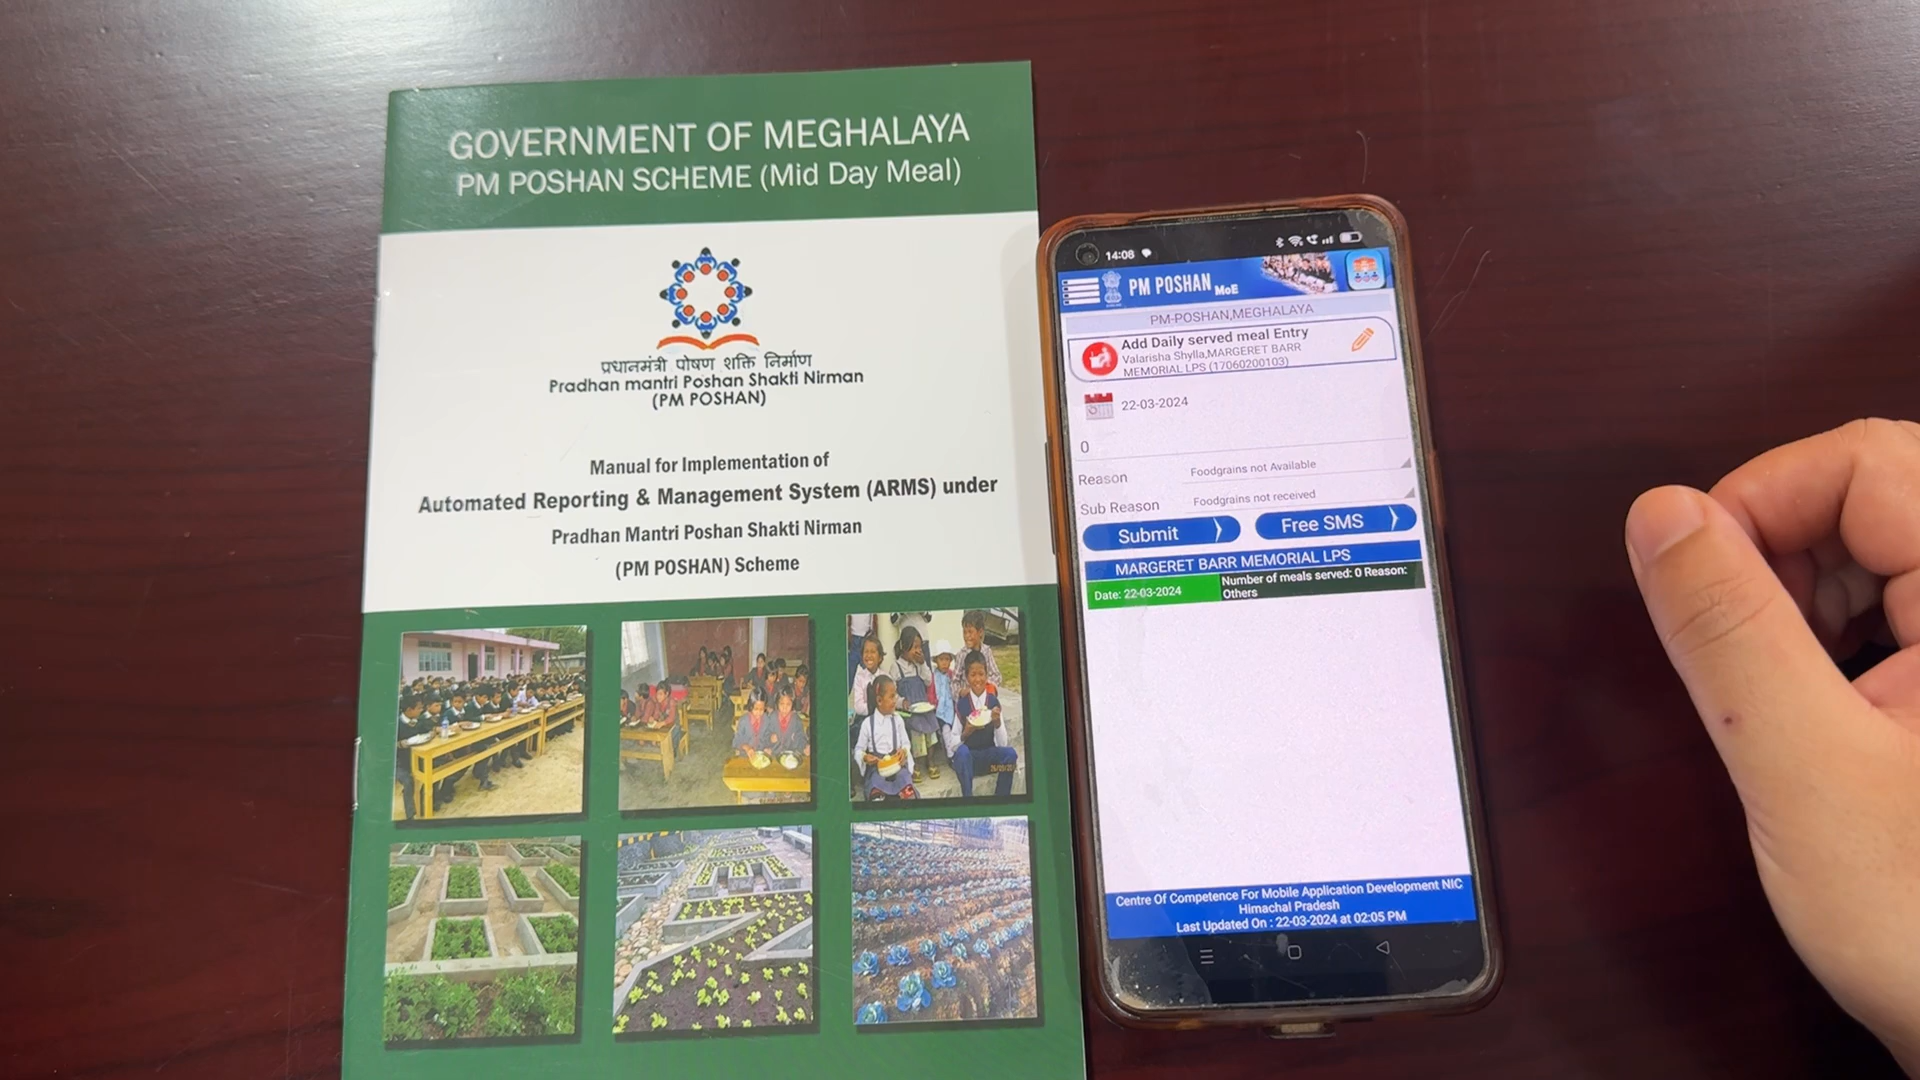 GOVERNMENT OF MEGHALAYA
PM POSHAN SCHEME (Mid Day Meal)
प्रधानमंत्री पोषण शक्ति निर्माण
Pradhan mantri Poshan Shakti Nirman
(PM POSHAN)
Manual for Implementation of
Automated Reporting & Management System (ARMS) under
Pradhan Mantri Poshan Shakti Nirman
(PM POSHAN) Scheme
14:08
PM POSHAN MoE
PM-POSHAN,MEGHALAYA
Add Daily served meal Entry
Valarisha Shylla,MARGERET BARR
MEMORIAL LPS (17060200103)
22-03-2024
0
Reason Foodgrains not Available
Sub Reason Foodgrains not received
Submit Free SMS
MARGERET BARR MEMORIAL LPS
Date: 22-03-2024
Number of meals served: 0 Reason:
Others
Centre Of Competence For Mobile Application Development NIC
Himachal Pradesh
Last Updated On : 22-03-2024 at 02:05 PM